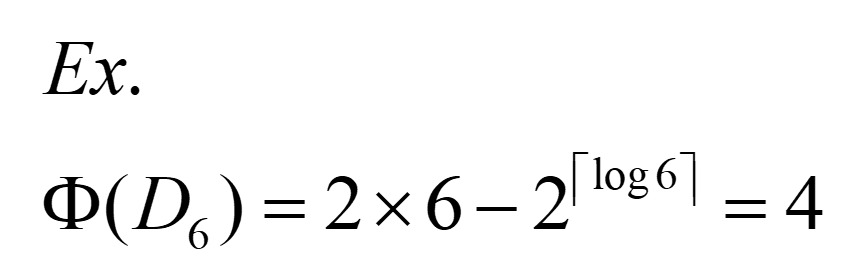 Ex.
Φ(D₆) = 2 × 6 − 2^⌈log 6⌉ = 4